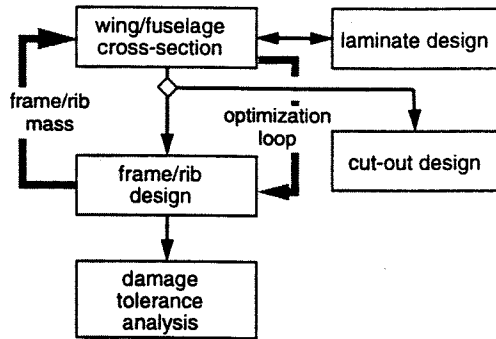 wing/fuselage
cross-section
laminate design
frame/rib
mass
optimization
loop
cut-out design
frame/rib
design
damage
tolerance
analysis